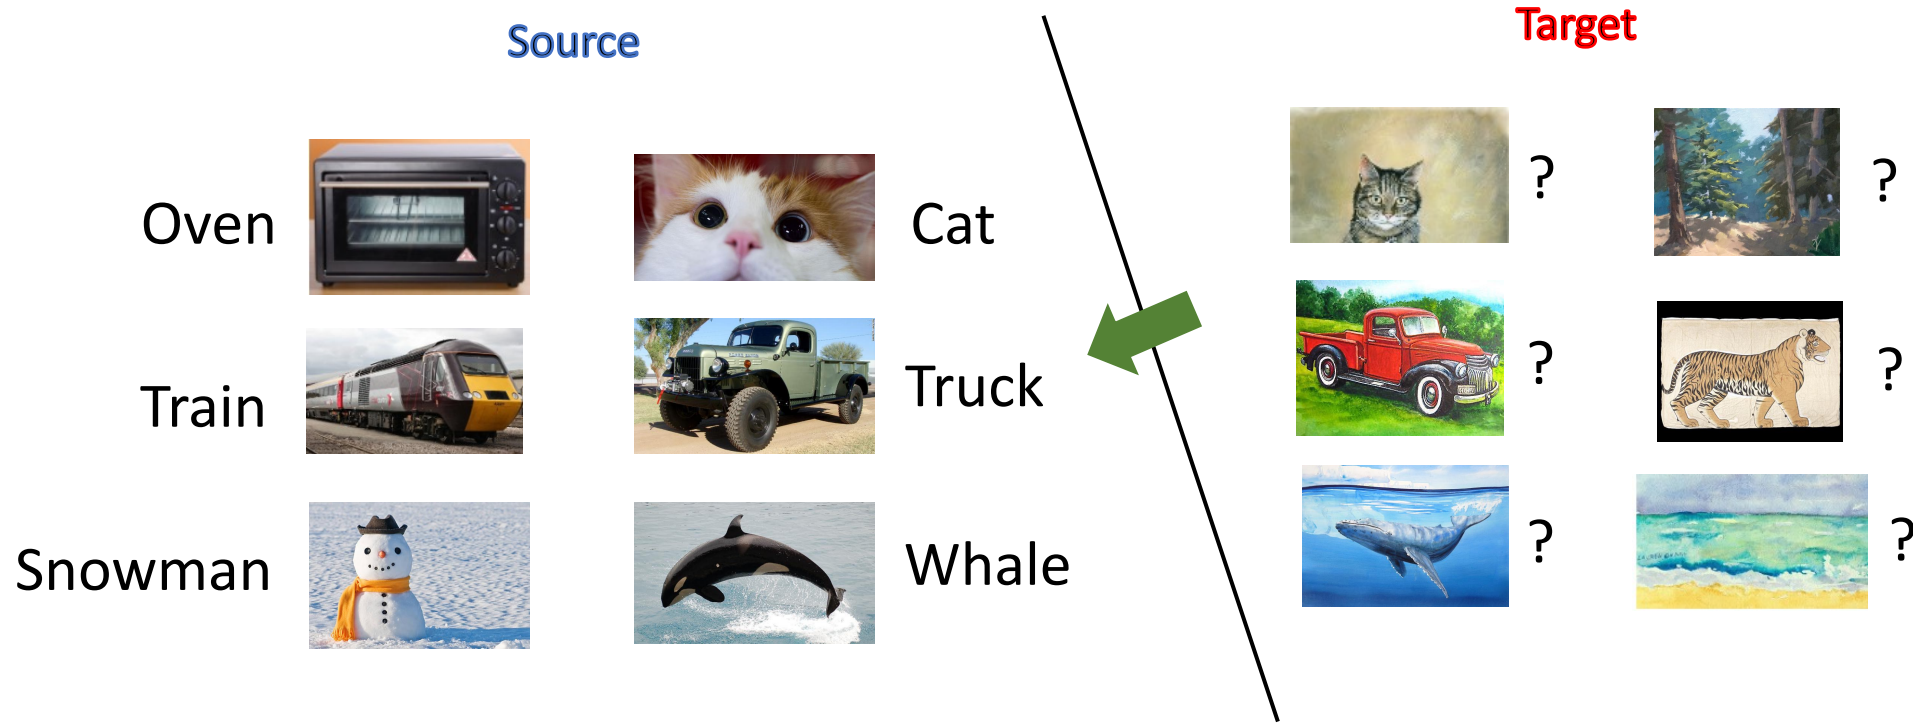 Source
Target
Oven
Cat
?
?
Train
Truck
?
?
Snowman
Whale
?
?